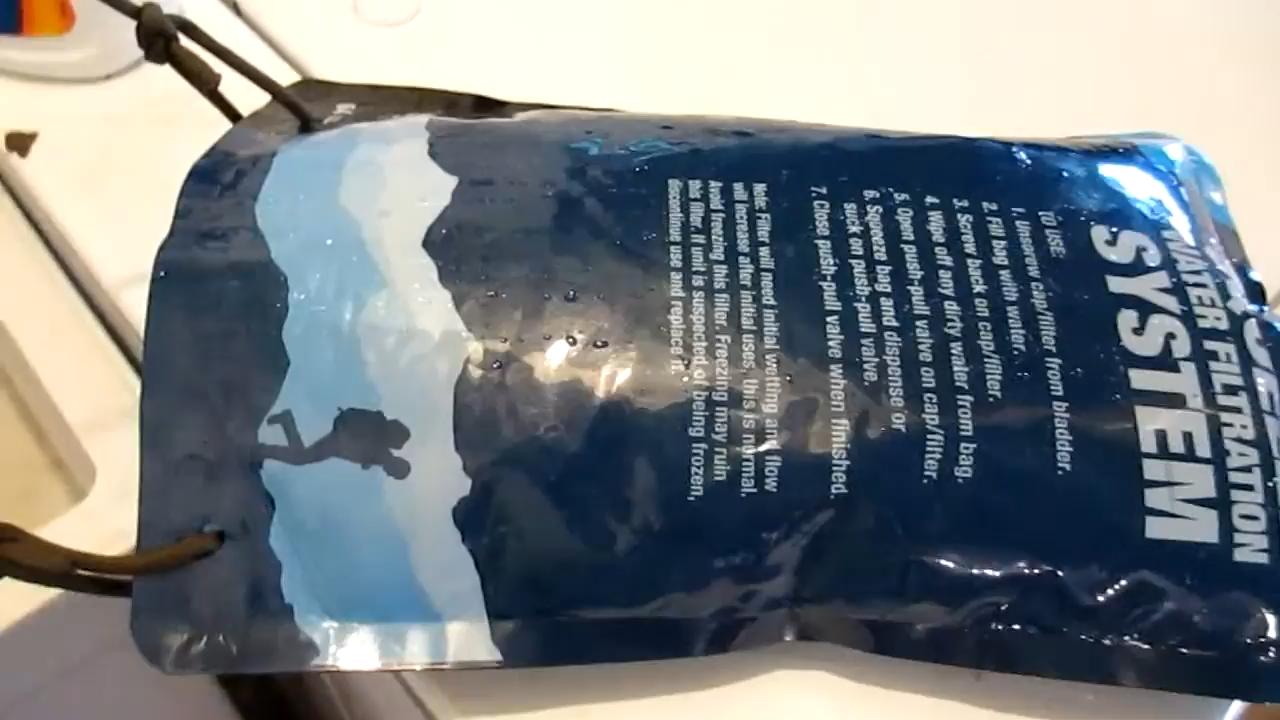 WATER FILTRATION
SYSTEM
TO USE:
1. Unscrew cap/filter from bladder.
2. Fill bag with water.
3. Screw back on cap/filter.
4. Wipe off any dirty water from bag.
5. Open push-pull valve on cap/filter.
6. Squeeze bag and dispense or
suck on push-pull valve.
7. Close push-pull valve when finished.
Note: Filter will need initial wetting and flow
will increase after initial uses, this is normal.
Avoid freezing this filter. Freezing may ruin
this filter. If unit is suspected of being frozen,
discontinue use and replace it.